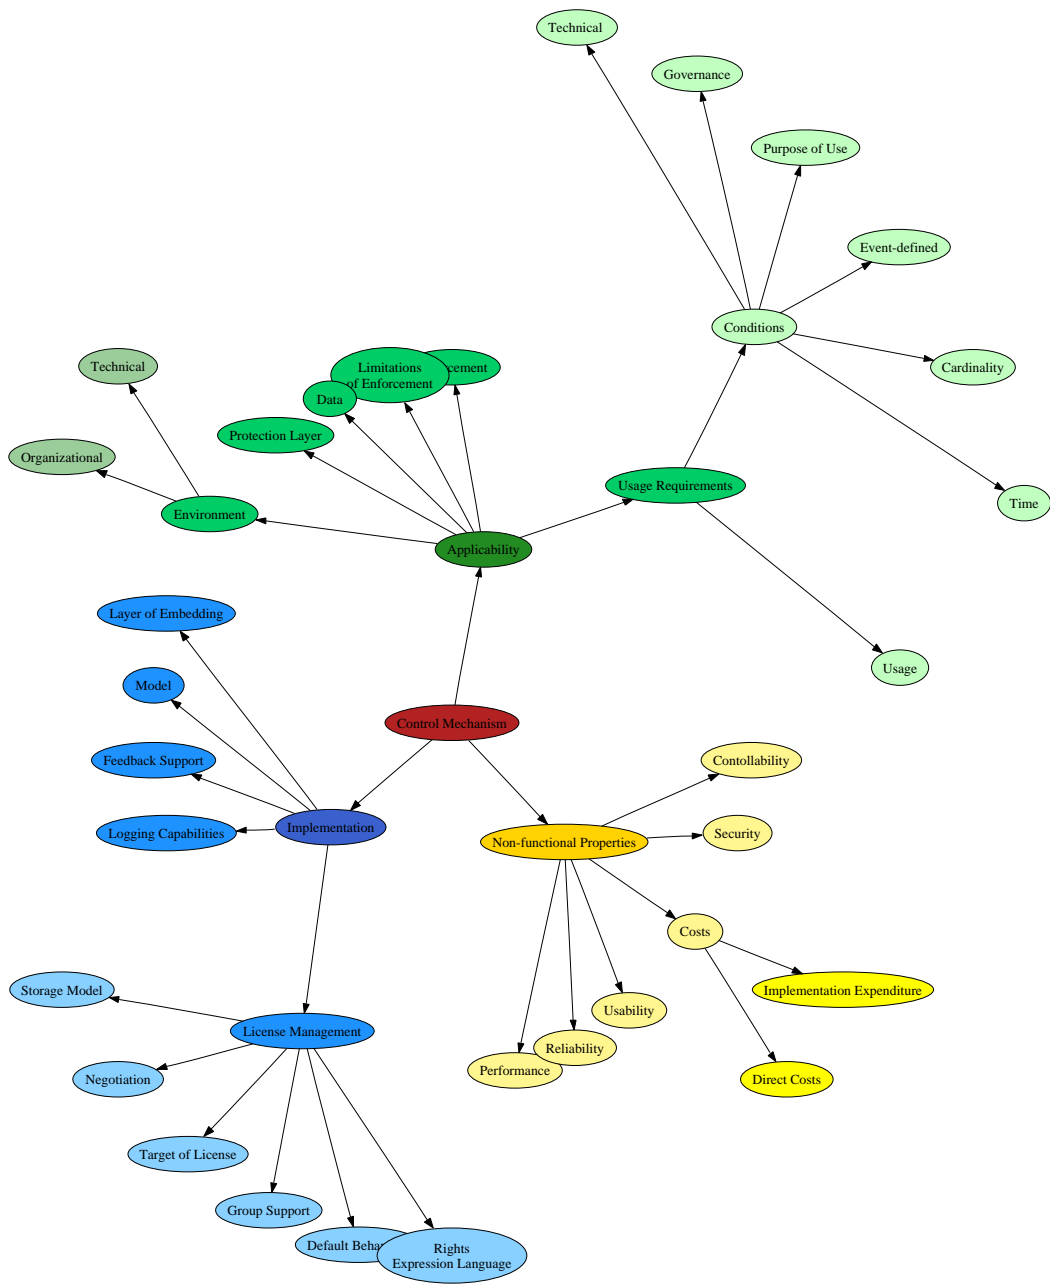 Technical
Governance
Purpose of Use
Event-defined
Conditions
Cardinality
Time
Usage Requirements
Usage
Technical
Organizational
Environment
Limitations
of Enforcement
Data
Protection Layer
Applicability
Layer of Embedding
Model
Feedback Support
Logging Capabilities
Control Mechanism
Implementation
Contollability
Non-functional Properties
Security
Costs
Implementation Expenditure
Direct Costs
Usability
Reliability
Performance
Storage Model
License Management
Negotiation
Target of License
Group Support
Default
Rights
Expression Language